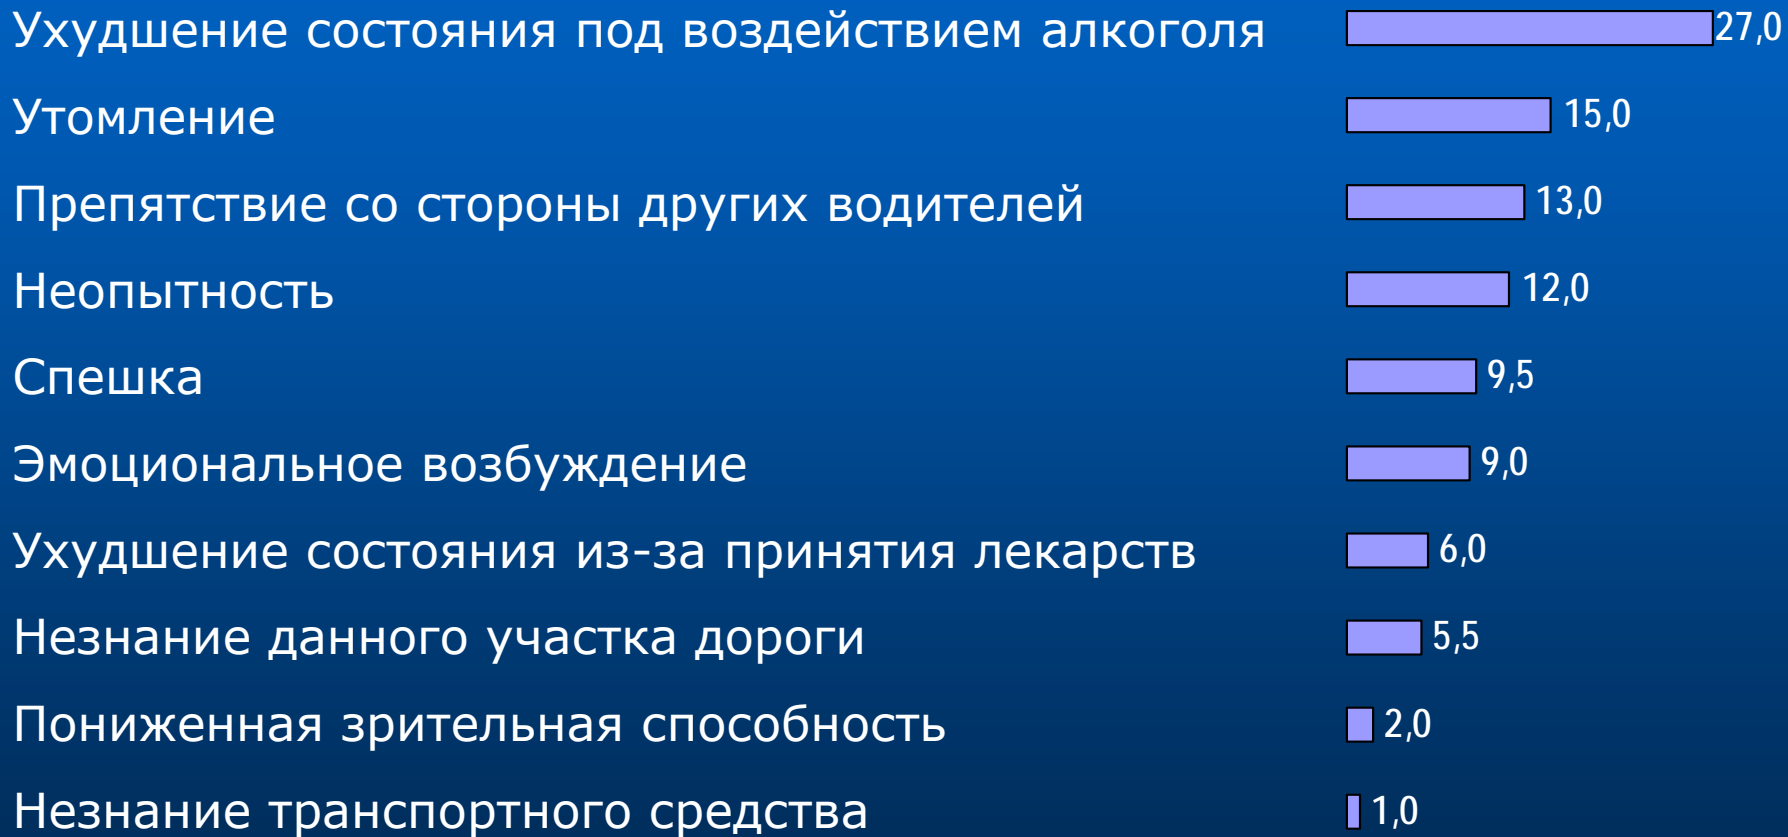 Ухудшение состояния под воздействием алкоголя 27,0
Утомление 15,0
Препятствие со стороны других водителей 13,0
Неопытность 12,0
Спешка 9,5
Эмоциональное возбуждение 9,0
Ухудшение состояния из-за принятия лекарств 6,0
Незнание данного участка дороги 5,5
Пониженная зрительная способность 2,0
Незнание транспортного средства 1,0